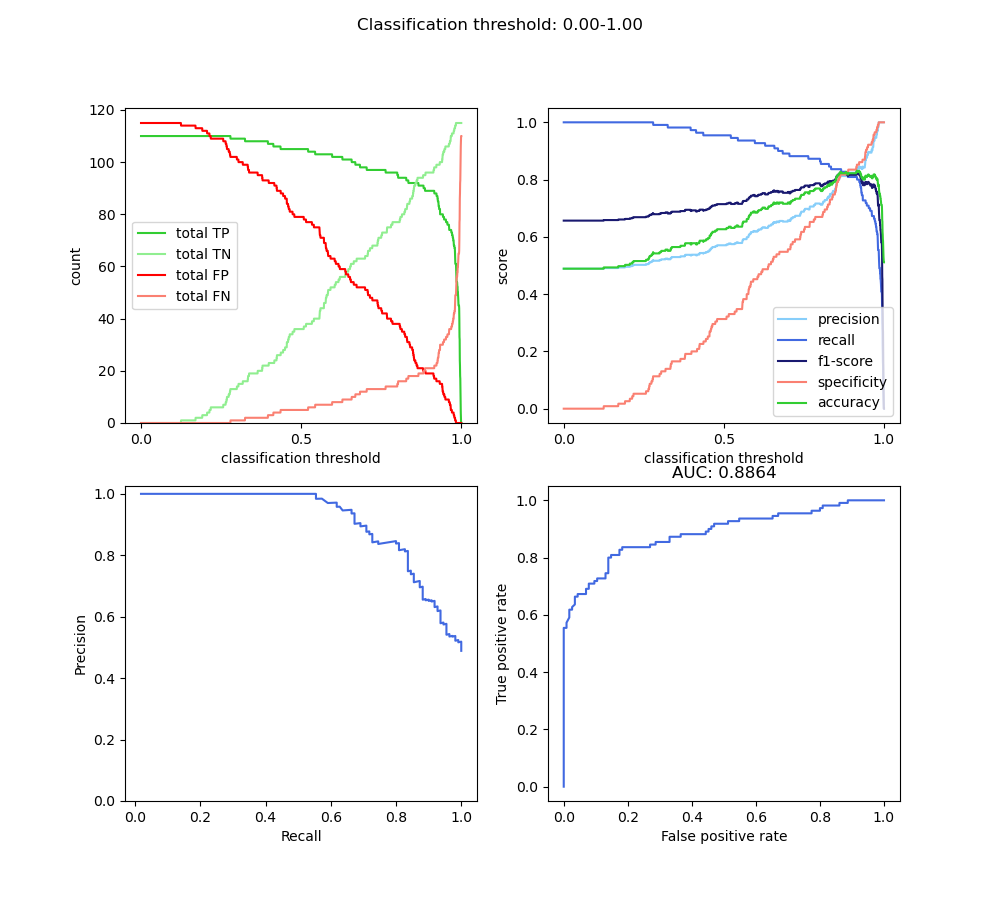 Classification threshold: 0.00-1.00
120
100
80
60
40
20
0
count
total TP
total TN
total FP
total FN
0.0 0.5 1.0
classification threshold
1.0
0.8
0.6
0.4
0.2
0.0
score
precision
recall
f1-score
specificity
accuracy
0.0 0.5 1.0
classification threshold
1.0
0.8
0.6
0.4
0.2
0.0
Precision
0.0 0.2 0.4 0.6 0.8 1.0
Recall
AUC: 0.8864
1.0
0.8
0.6
0.4
0.2
0.0
True positive rate
0.0 0.2 0.4 0.6 0.8 1.0
False positive rate